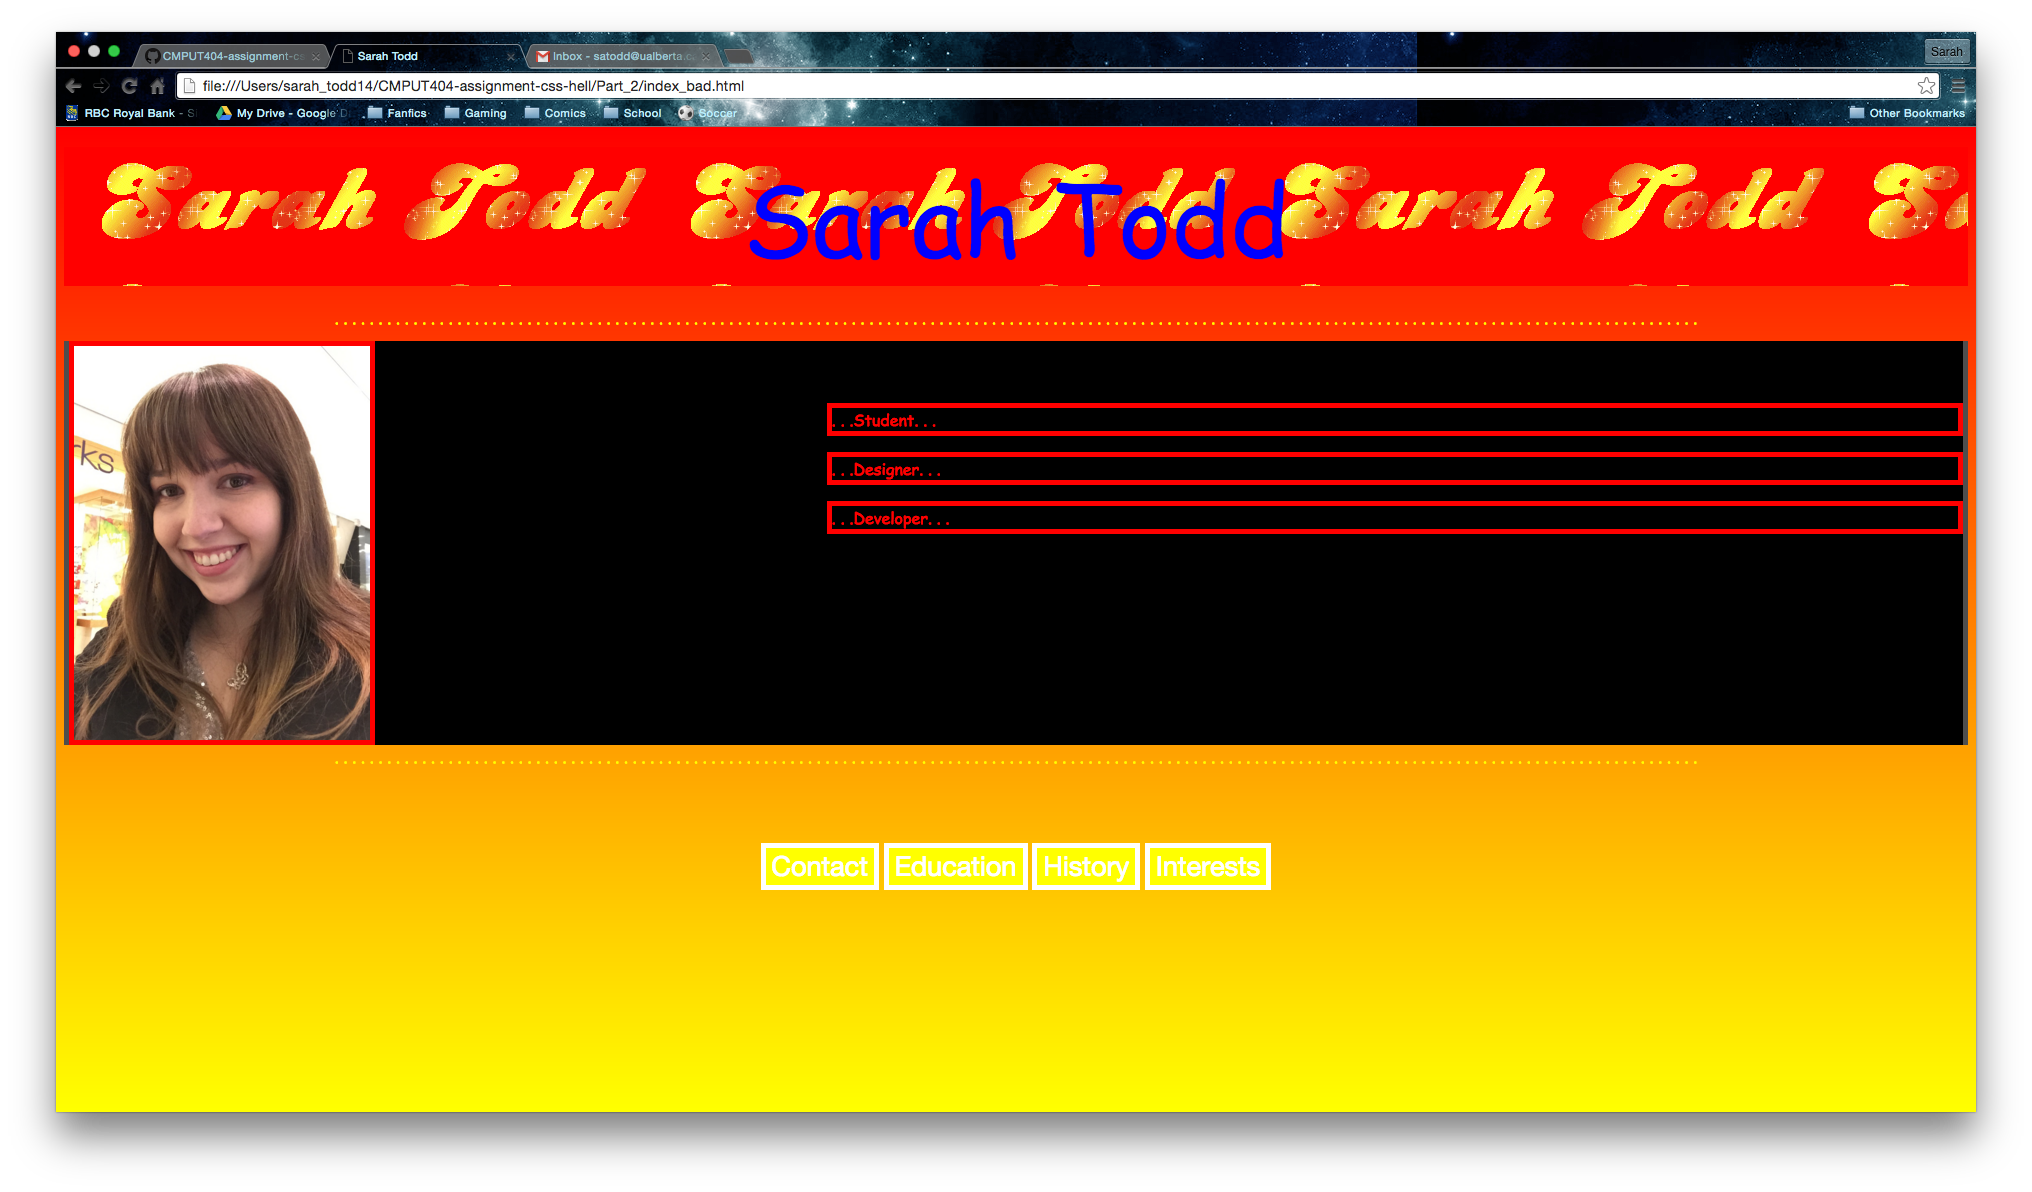 CMPUT404-assignment-cs
Sarah Todd
Inbox - satodd@ualberta.c
Sarah
file:///Users/sarah_todd14/CMPUT404-assignment-css-hell/Part_2/index_bad.html
RBC Royal Bank - S
My Drive - Google D
Fanfics
Gaming
Comics
School
Soccer
Other Bookmarks
Sarah Todd Sarah Todd Sarah Todd Sa
Sarah Todd
rks
. . .Student. . .
. . .Designer. . .
. . .Developer. . .
Contact Education History Interests